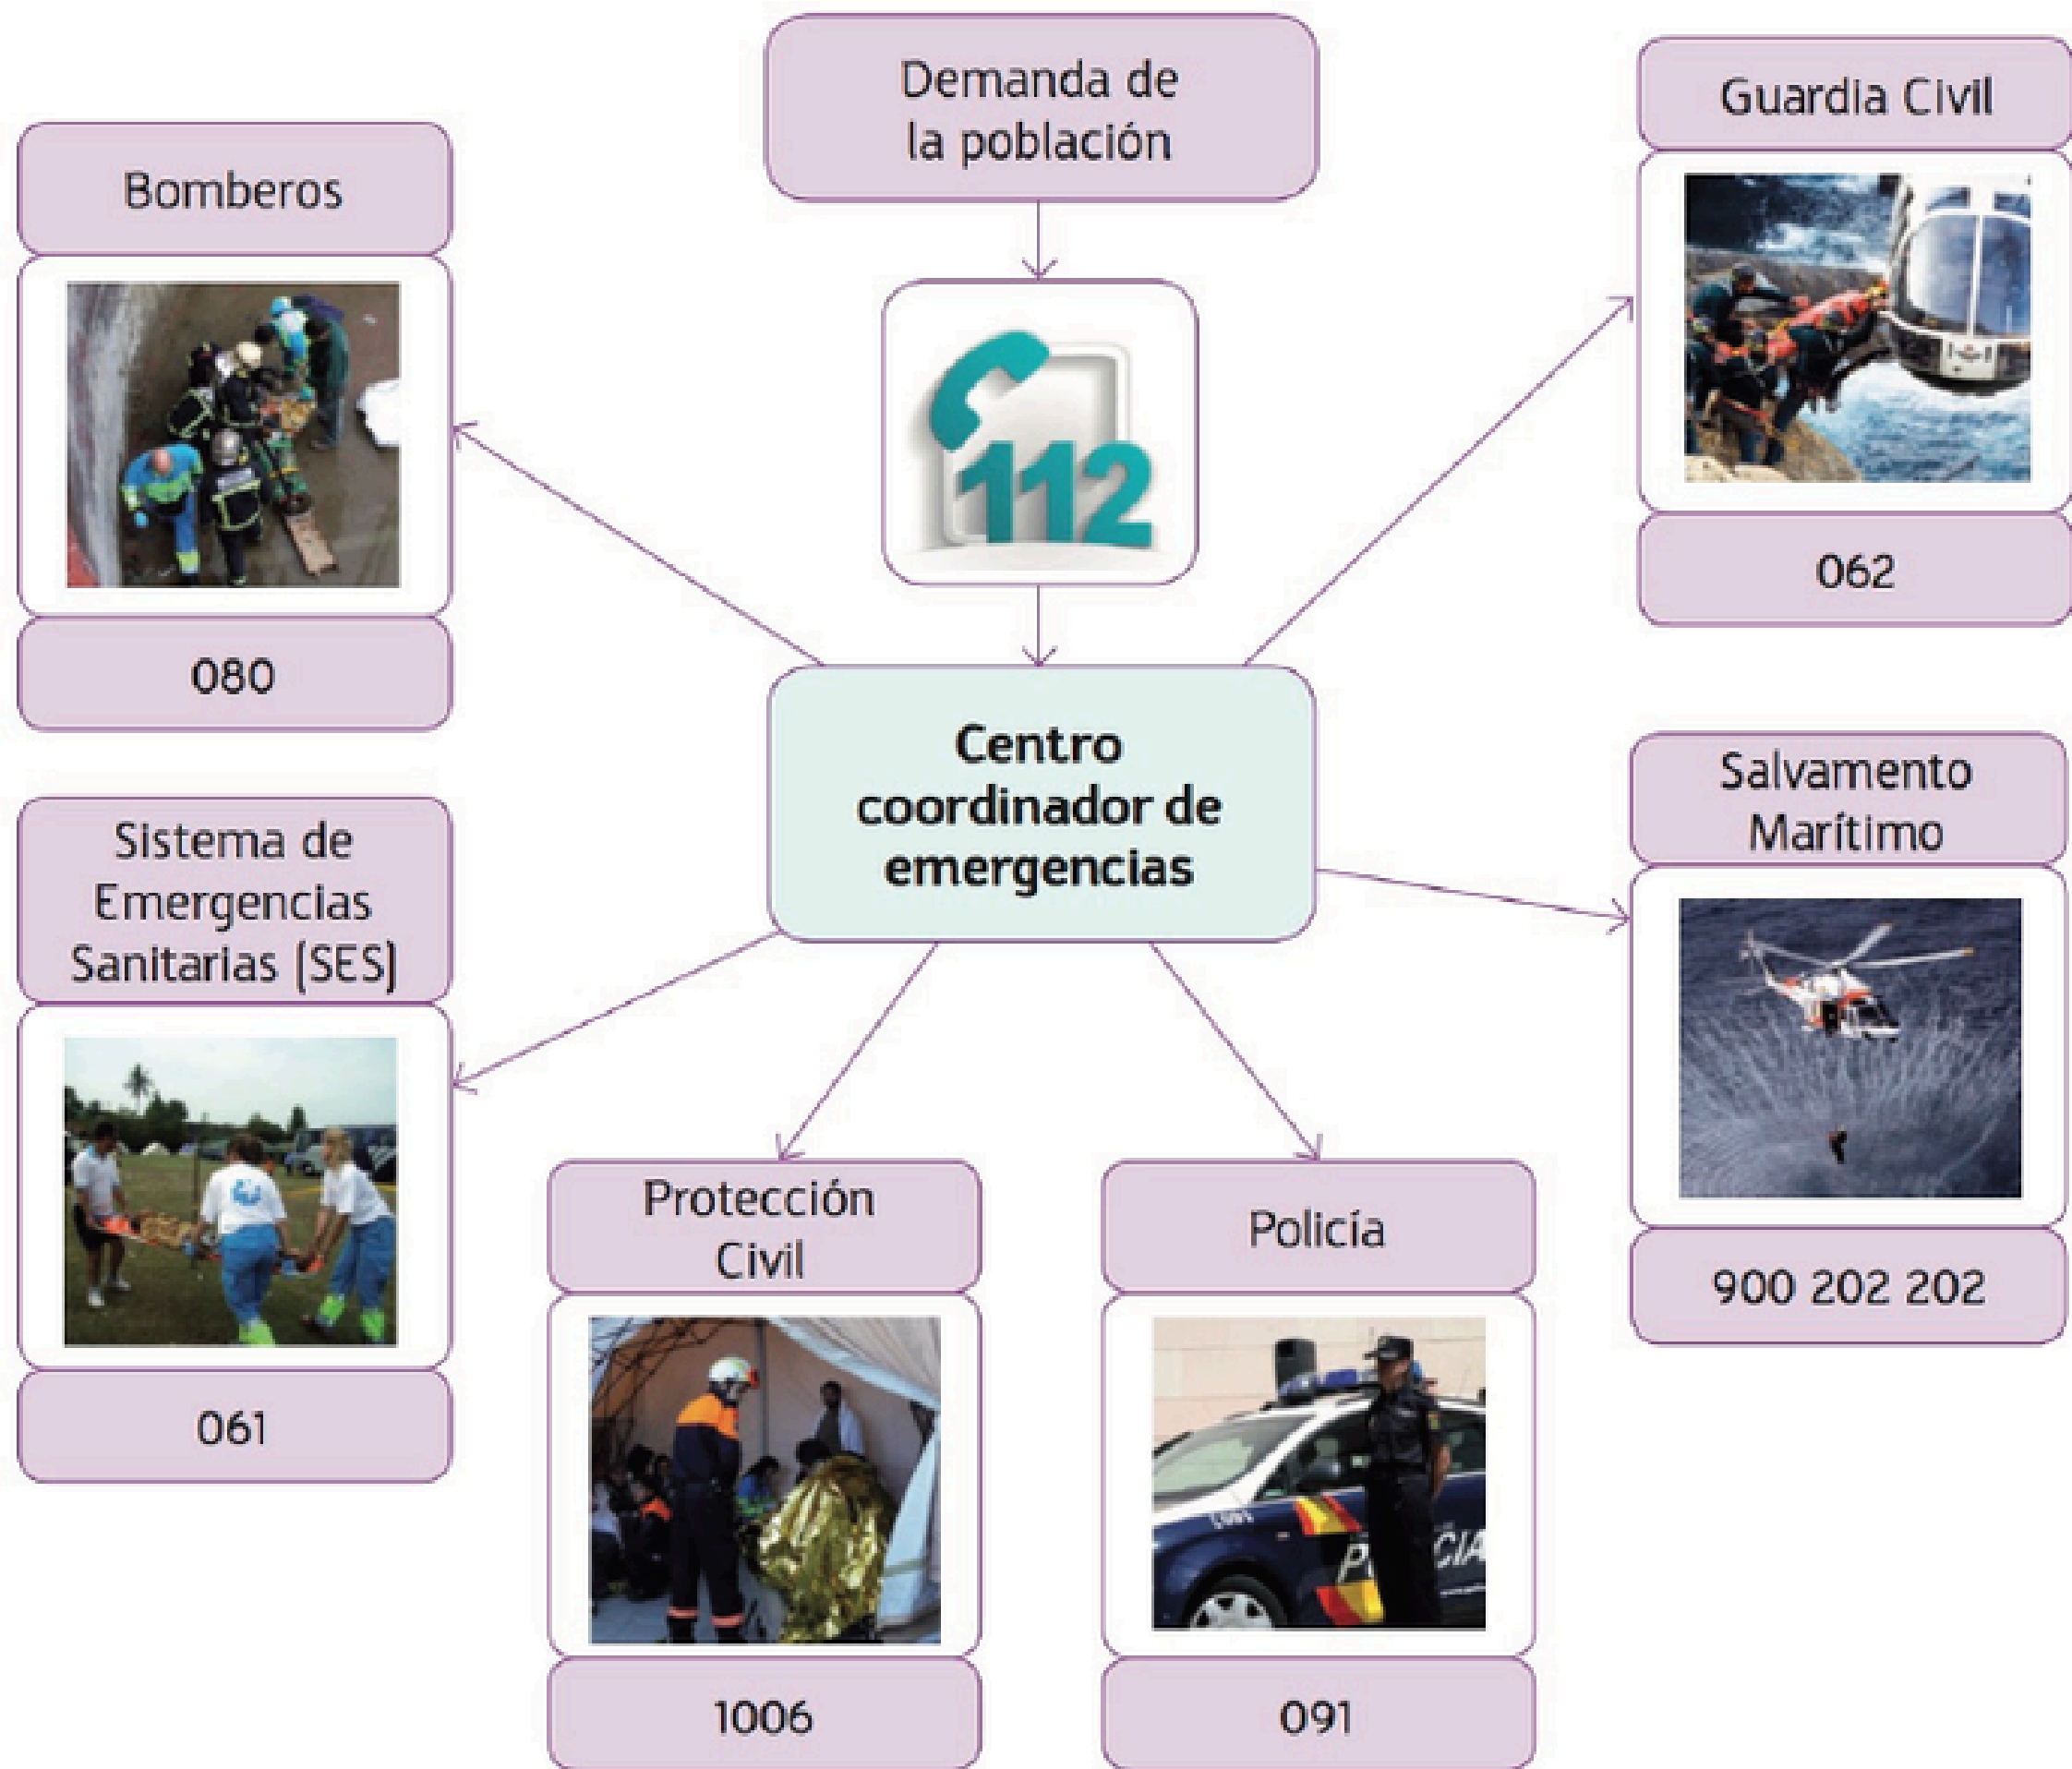 Demanda de
la población
112
Centro
coordinador de
emergencias
Bomberos
080
Guardia Civil
062
Sistema de
Emergencias
Sanitarias (SES)
061
Protección
Civil
1006
Policía
091
Salvamento
Marítimo
900 202 202